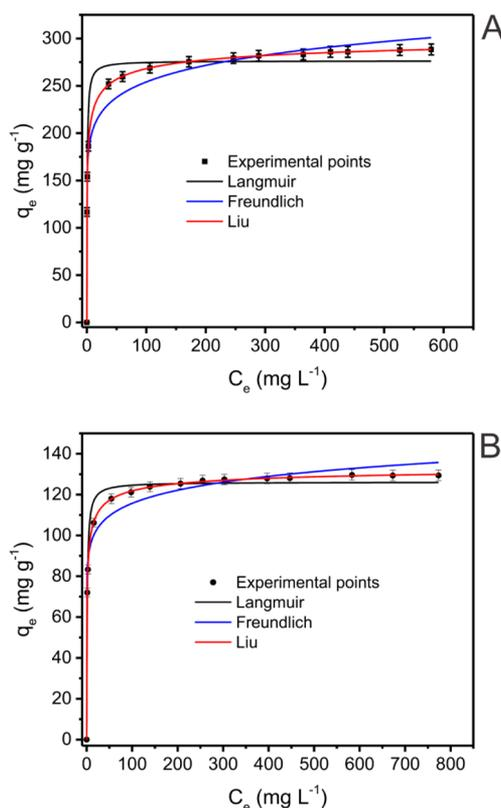 A
300
250
200
150
100
50
0
qe (mg g-1)
Experimental points
Langmuir
Freundlich
Liu
0 100 200 300 400 500 600
Ce (mg L-1)
B
140
120
100
80
60
40
20
0
qe (mg g-1)
Experimental points
Langmuir
Freundlich
Liu
0 100 200 300 400 500 600 700 800
Ce (mg L-1)